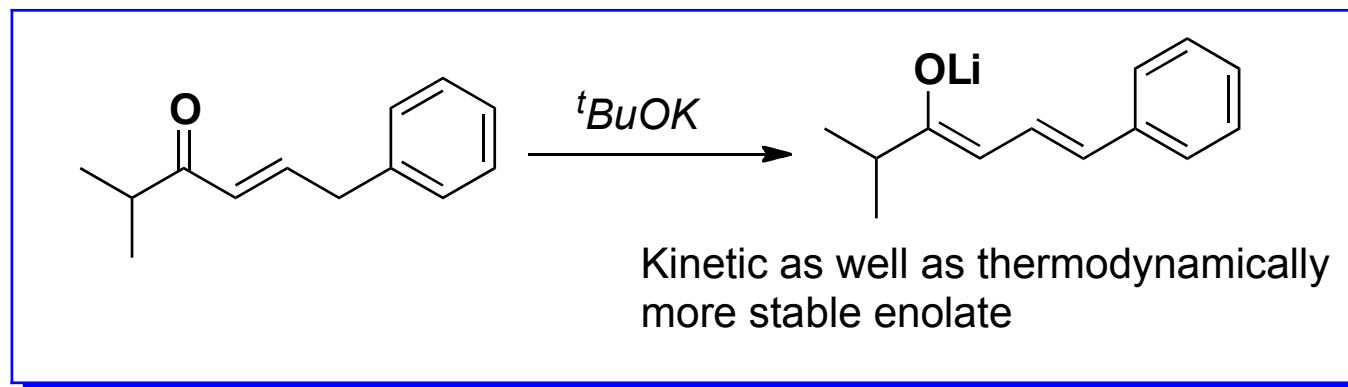 O
ᵗBuOK
OLi
Kinetic as well as thermodynamically
more stable enolate